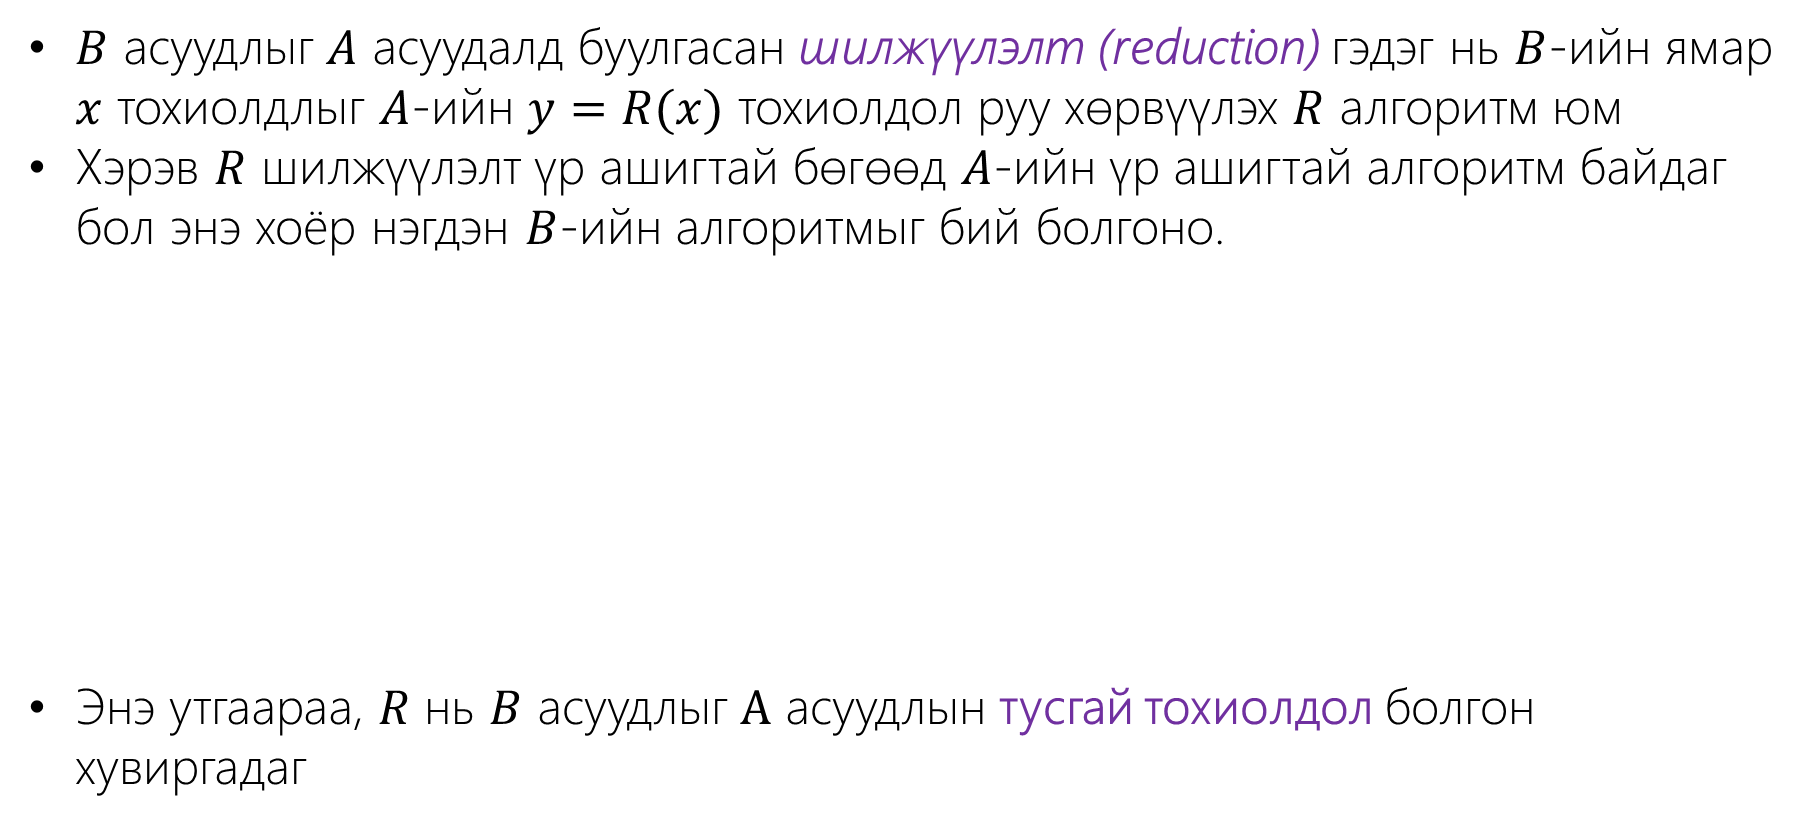 • B асуудлыг A асуудалд буулгасан шилжүүлэлт (reduction) гэдэг нь B-ийн ямар
x тохиолдлыг A-ийн y = R(x) тохиолдол руу хөрвүүлэх R алгоритм юм
• Хэрэв R шилжүүлэлт үр ашигтай бөгөөд A-ийн үр ашигтай алгоритм байдаг
бол энэ хоёр нэгдэн B-ийн алгоритмыг бий болгоно.
• Энэ утгаараа, R нь B асуудлыг A асуудлын тусгай тохиолдол болгон
хувиргадаг